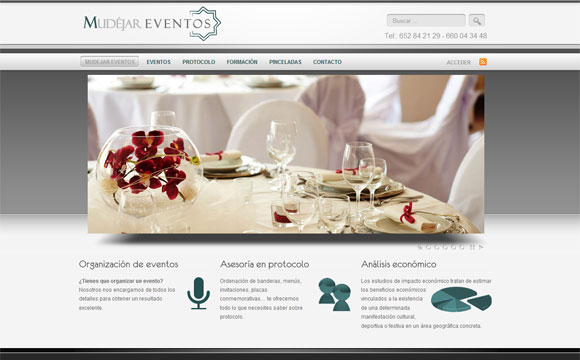 MUDÉJAR EVENTOS
Buscar ...
Tel.: 652 84 21 29 - 660 04 34 48
MUDEJAR EVENTOS EVENTOS PROTOCOLO FORMACIÓN PINCELADAS CONTACTO ACCEDER
Organización de eventos
¿Tienes que organizar un evento?
Nosotros nos encargamos de todos los
detalles para obtener un resultado
excelente.
Asesoría en protocolo
Ordenación de banderas, menús,
invitaciones, placas
conmemorativas... te ofrecemos
todo lo que necesites saber sobre
protocolo.
Análisis económico
Los estudios de impacto económico tratan de estimar
los beneficios económicos
vinculados a la existencia
de una determinada
manifestación cultural,
deportiva o festiva en un área geográfica concreta.